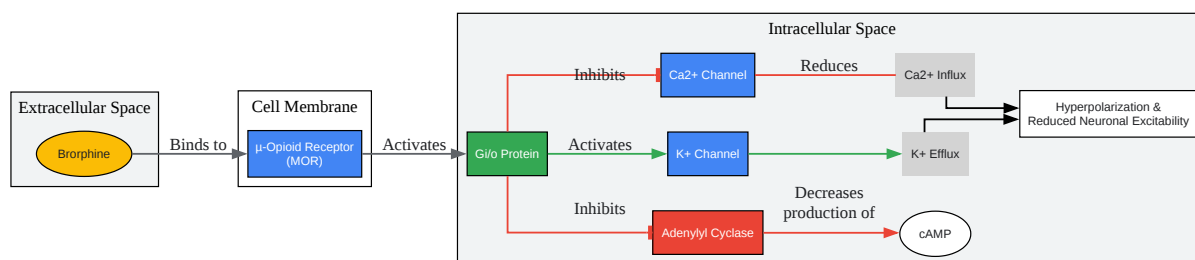 Intracellular Space
Inhibits
Ca2+ Channel
Reduces
Ca2+ Influx
Extracellular Space
Cell Membrane
Hyperpolarization &
Reduced Neuronal Excitability
Brorphine
Binds to
µ-Opioid Receptor
(MOR)
Activates
Gi/o Protein
Activates
K+ Channel
K+ Efflux
Inhibits
Adenylyl Cyclase
Decreases
production of
cAMP